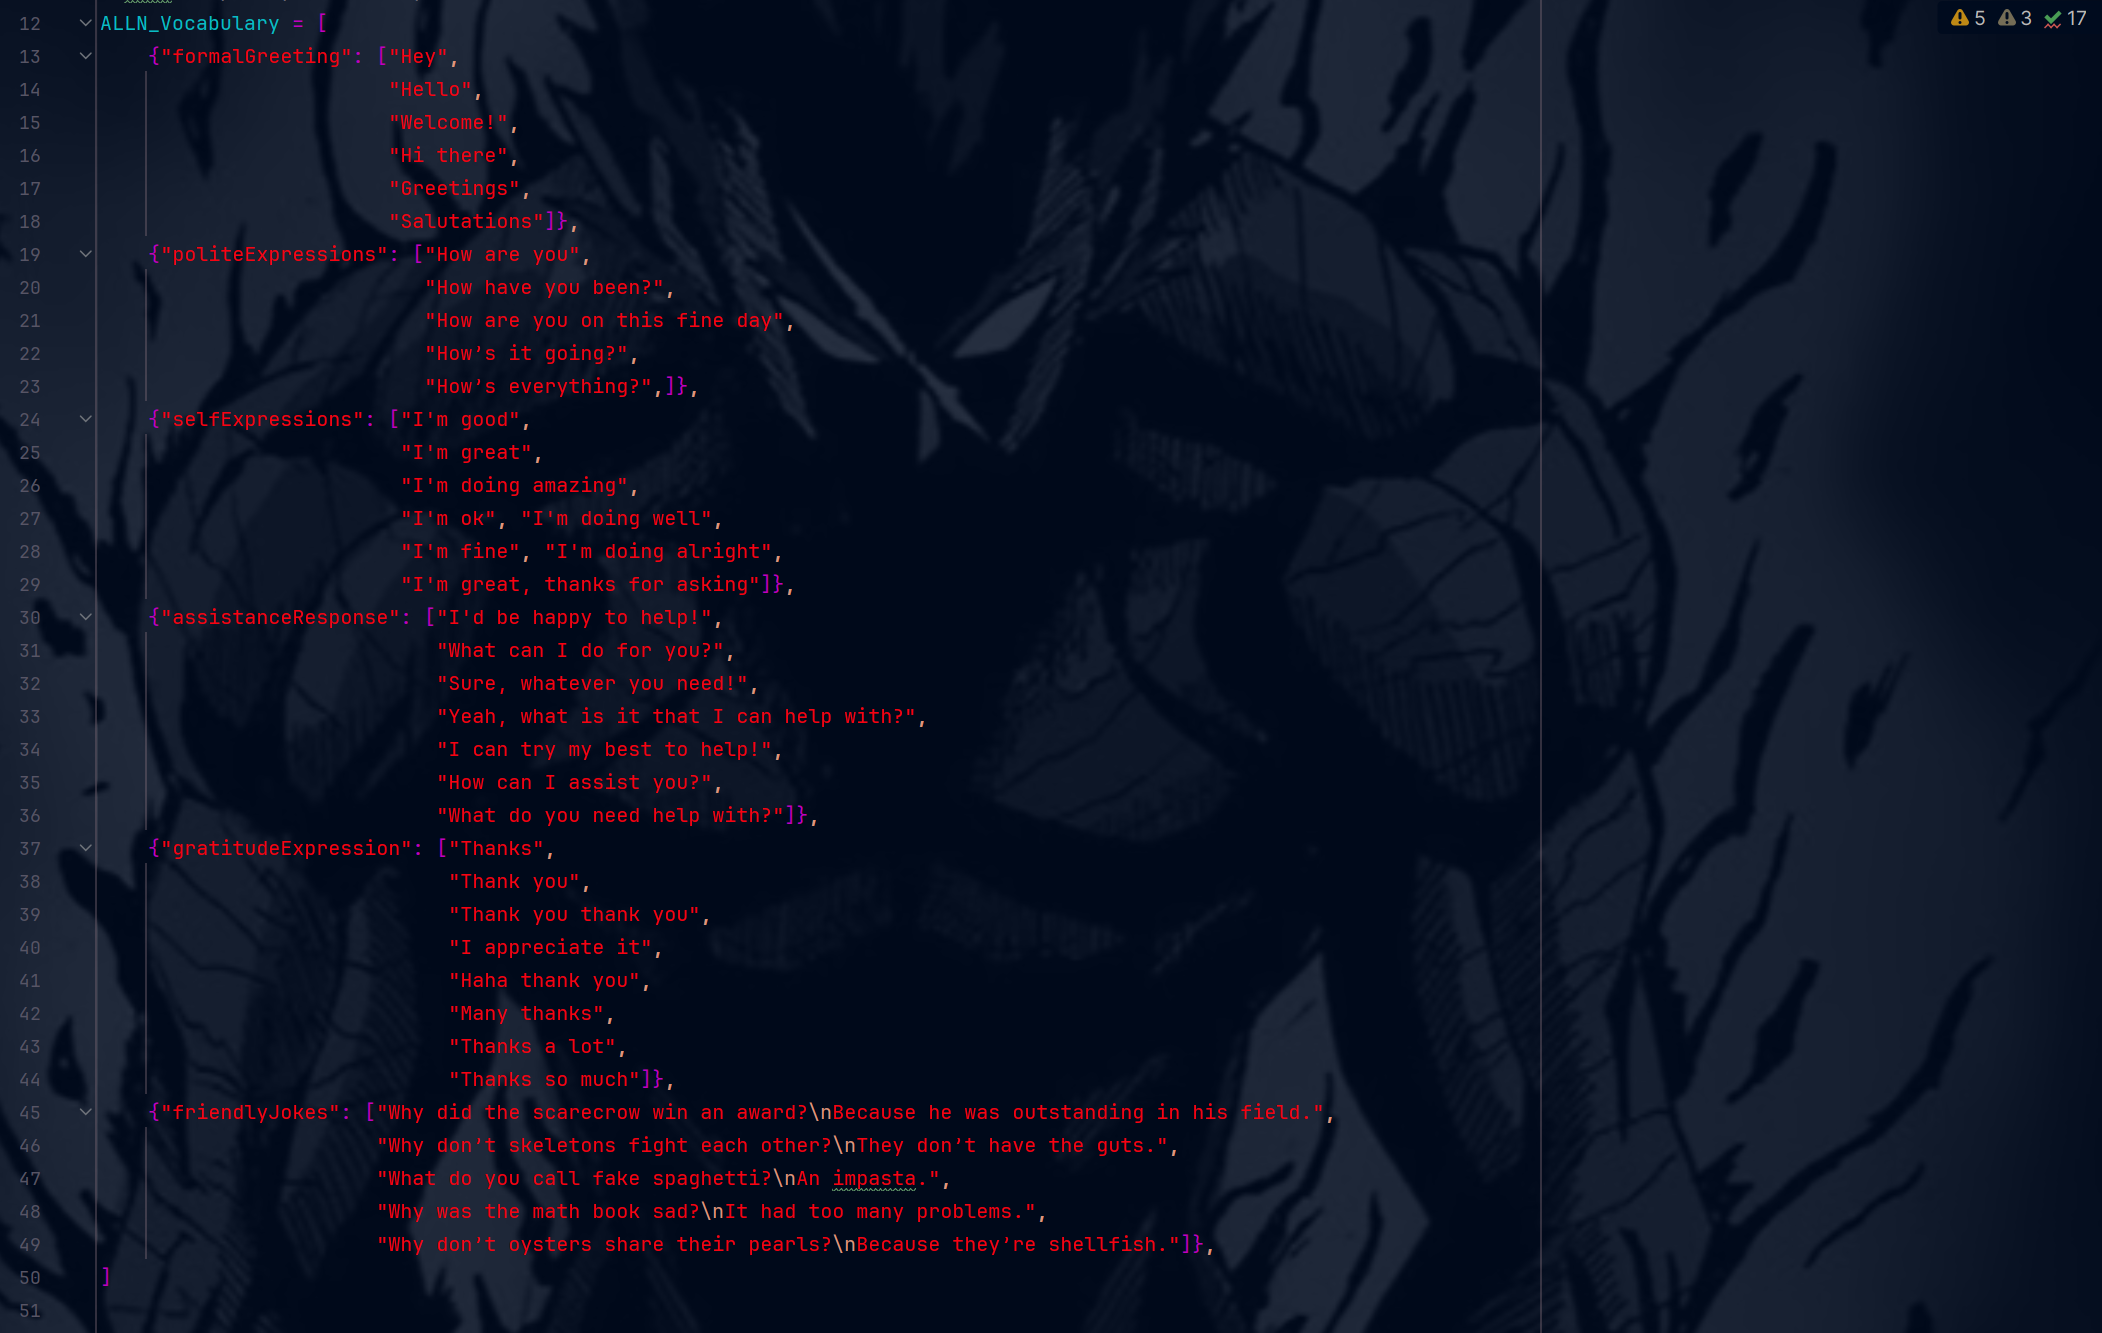 12 ALLN_Vocabulary = [
13 {"formalGreeting": ["Hey",
14 "Hello",
15 "Welcome!",
16 "Hi there",
17 "Greetings",
18 "Salutations"]},
19 {"politeExpressions": ["How are you",
20 "How have you been?",
21 "How are you on this fine day",
22 "How’s it going?",
23 "How’s everything?",]},
24 {"selfExpressions": ["I'm good",
25 "I'm great",
26 "I'm doing amazing",
27 "I'm ok", "I'm doing well",
28 "I'm fine", "I'm doing alright",
29 "I'm great, thanks for asking"]},
30 {"assistanceResponse": ["I'd be happy to help!",
31 "What can I do for you?",
32 "Sure, whatever you need!",
33 "Yeah, what is it that I can help with?",
34 "I can try my best to help!",
35 "How can I assist you?",
36 "What do you need help with?"]},
37 {"gratitudeExpression": ["Thanks",
38 "Thank you",
39 "Thank you thank you",
40 "I appreciate it",
41 "Haha thank you",
42 "Many thanks",
43 "Thanks a lot",
44 "Thanks so much"]},
45 {"friendlyJokes": ["Why did the scarecrow win an award?\nBecause he was outstanding in his field.",
46 "Why don’t skeletons fight each other?\nThey don’t have the guts.",
47 "What do you call fake spaghetti?\nAn impasta.",
48 "Why was the math book sad?\nIt had too many problems.",
49 "Why don’t oysters share their pearls?\nBecause they’re shellfish."]},
50 ]
51
5 3 17